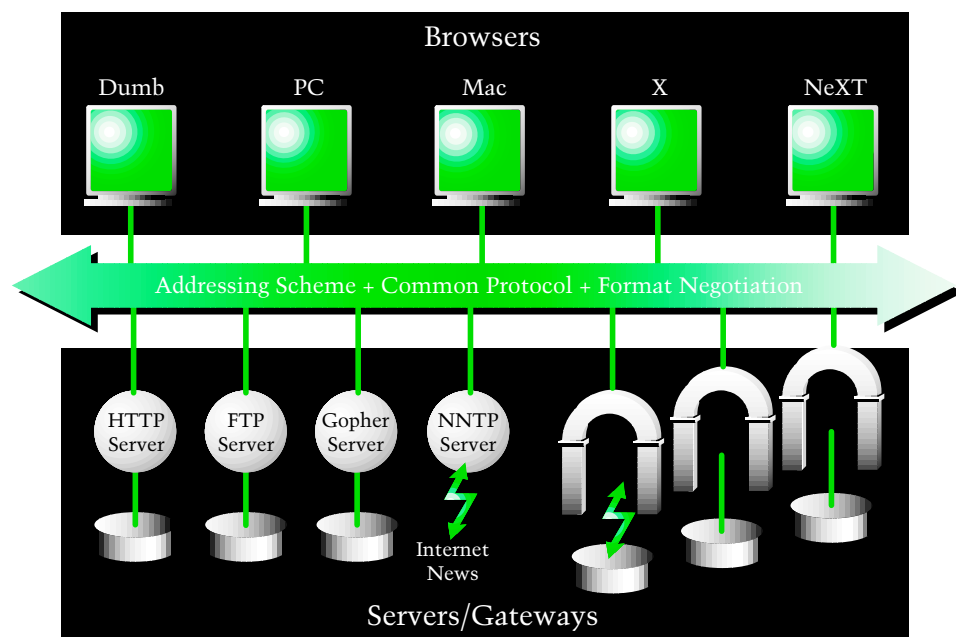 Browsers
Dumb PC Mac X NeXT
Addressing Scheme + Common Protocol + Format Negotiation
HTTP Server
FTP Server
Gopher Server
NNTP Server
Internet
News
Servers/Gateways